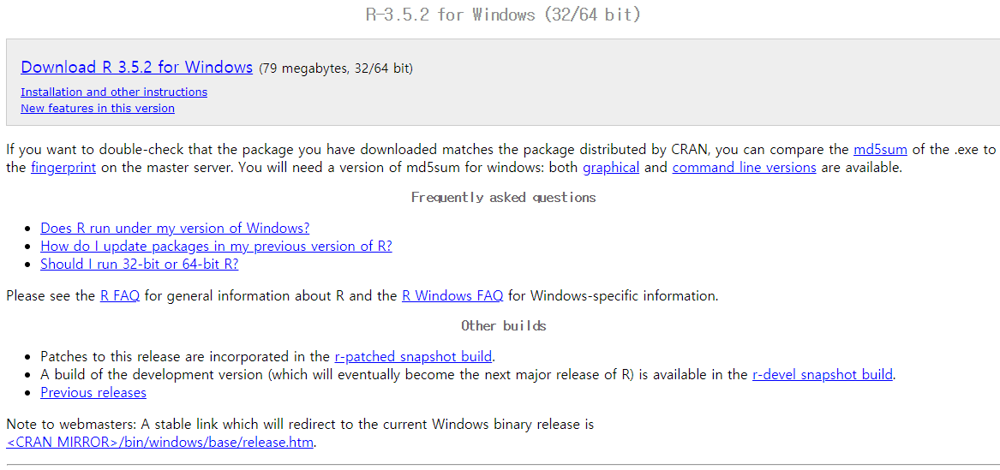 R-3.5.2 for Windows (32/64 bit)
Download R 3.5.2 for Windows (79 megabytes, 32/64 bit)
Installation and other instructions
New features in this version
If you want to double-check that the package you have downloaded matches the package distributed by CRAN, you can compare the md5sum of the .exe to
the fingerprint on the master server. You will need a version of md5sum for windows: both graphical and command line versions are available.
Frequently asked questions
Does R run under my version of Windows?
How do I update packages in my previous version of R?
Should I run 32-bit or 64-bit R?
Please see the R FAQ for general information about R and the R Windows FAQ for Windows-specific information.
Other builds
Patches to this release are incorporated in the r-patched snapshot build.
A build of the development version (which will eventually become the next major release of R) is available in the r-devel snapshot build.
Previous releases
Note to webmasters: A stable link which will redirect to the current Windows binary release is
<CRAN MIRROR>/bin/windows/base/release.htm.